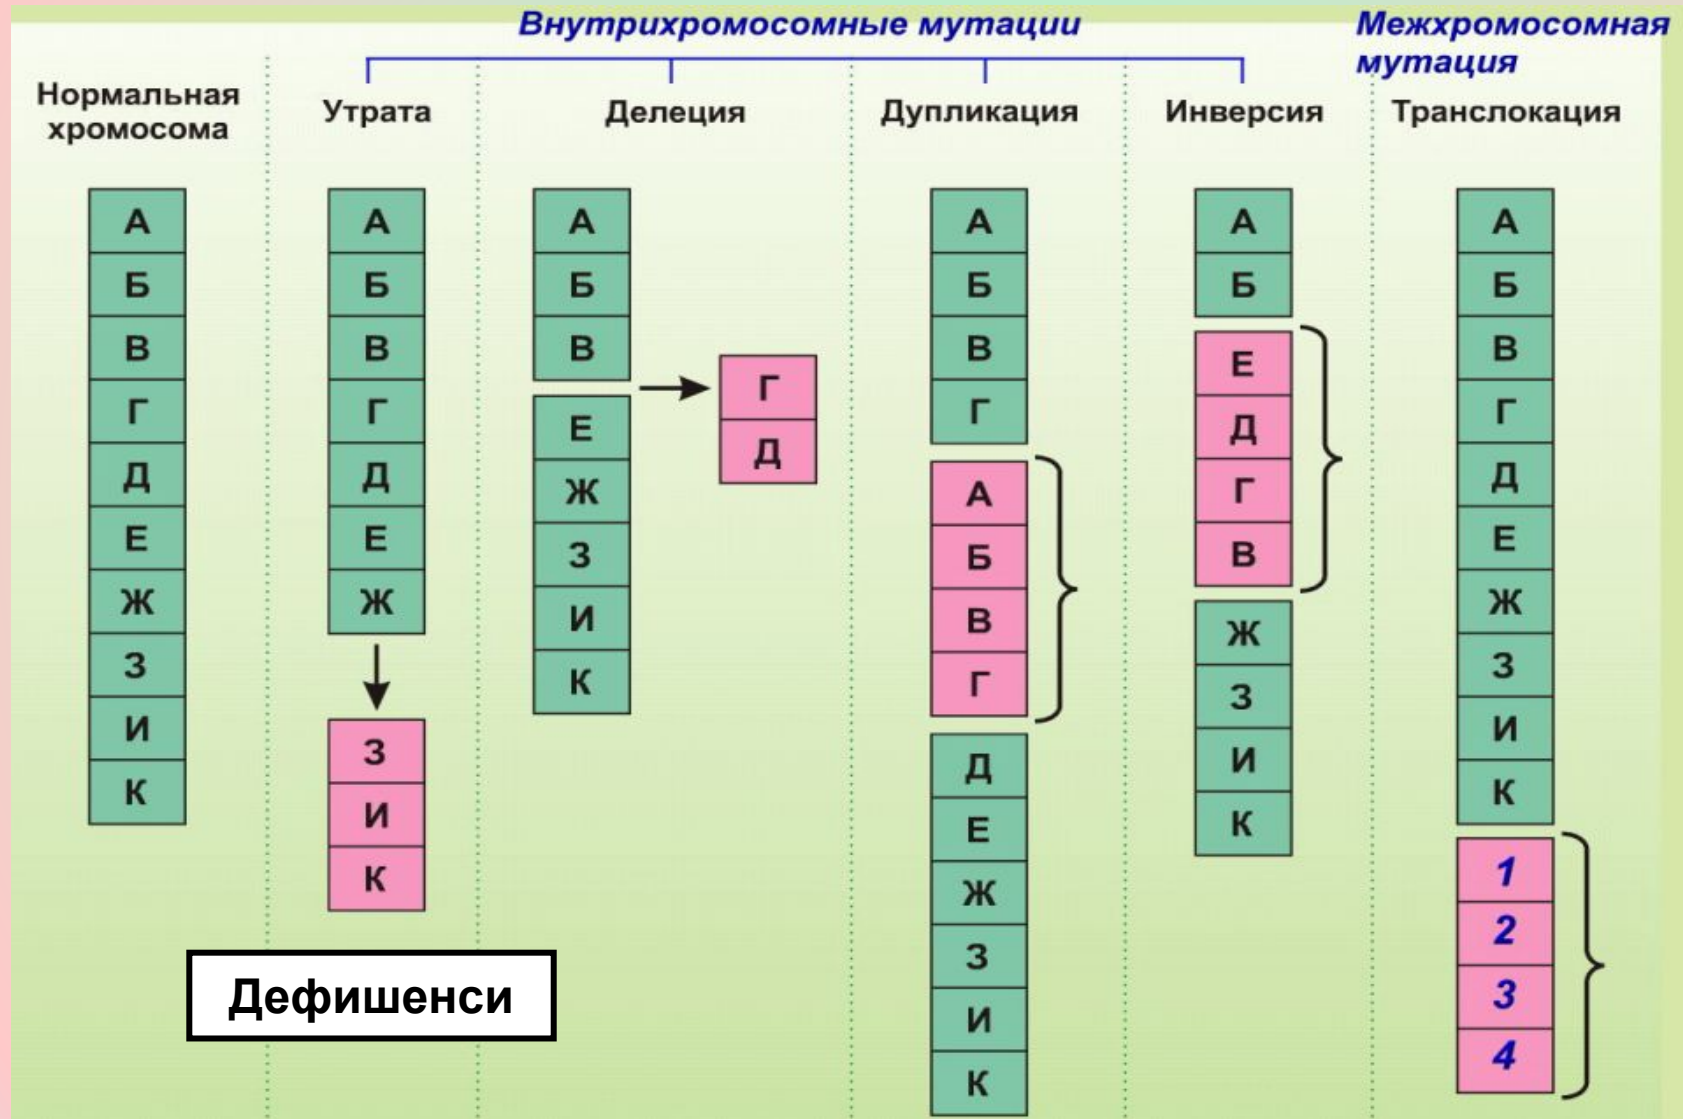 Внутрихромосомные мутации
Межхромосомная
мутация
Нормальная
хромосома
Утрата
Делеция
Дупликация
Инверсия
Транслокация
А
Б
В
Г
Д
Е
Ж
З
И
К
А
Б
В
Г
Д
Е
Ж
З
И
К
Дефишенси
А
Б
В
Е
Ж
З
И
К
Г
Д
А
Б
В
Г
А
Б
В
Г
Д
Е
Ж
З
И
К
А
Б
Е
Д
Г
В
Ж
З
И
К
А
Б
В
Г
Д
Е
Ж
З
И
К
1
2
3
4